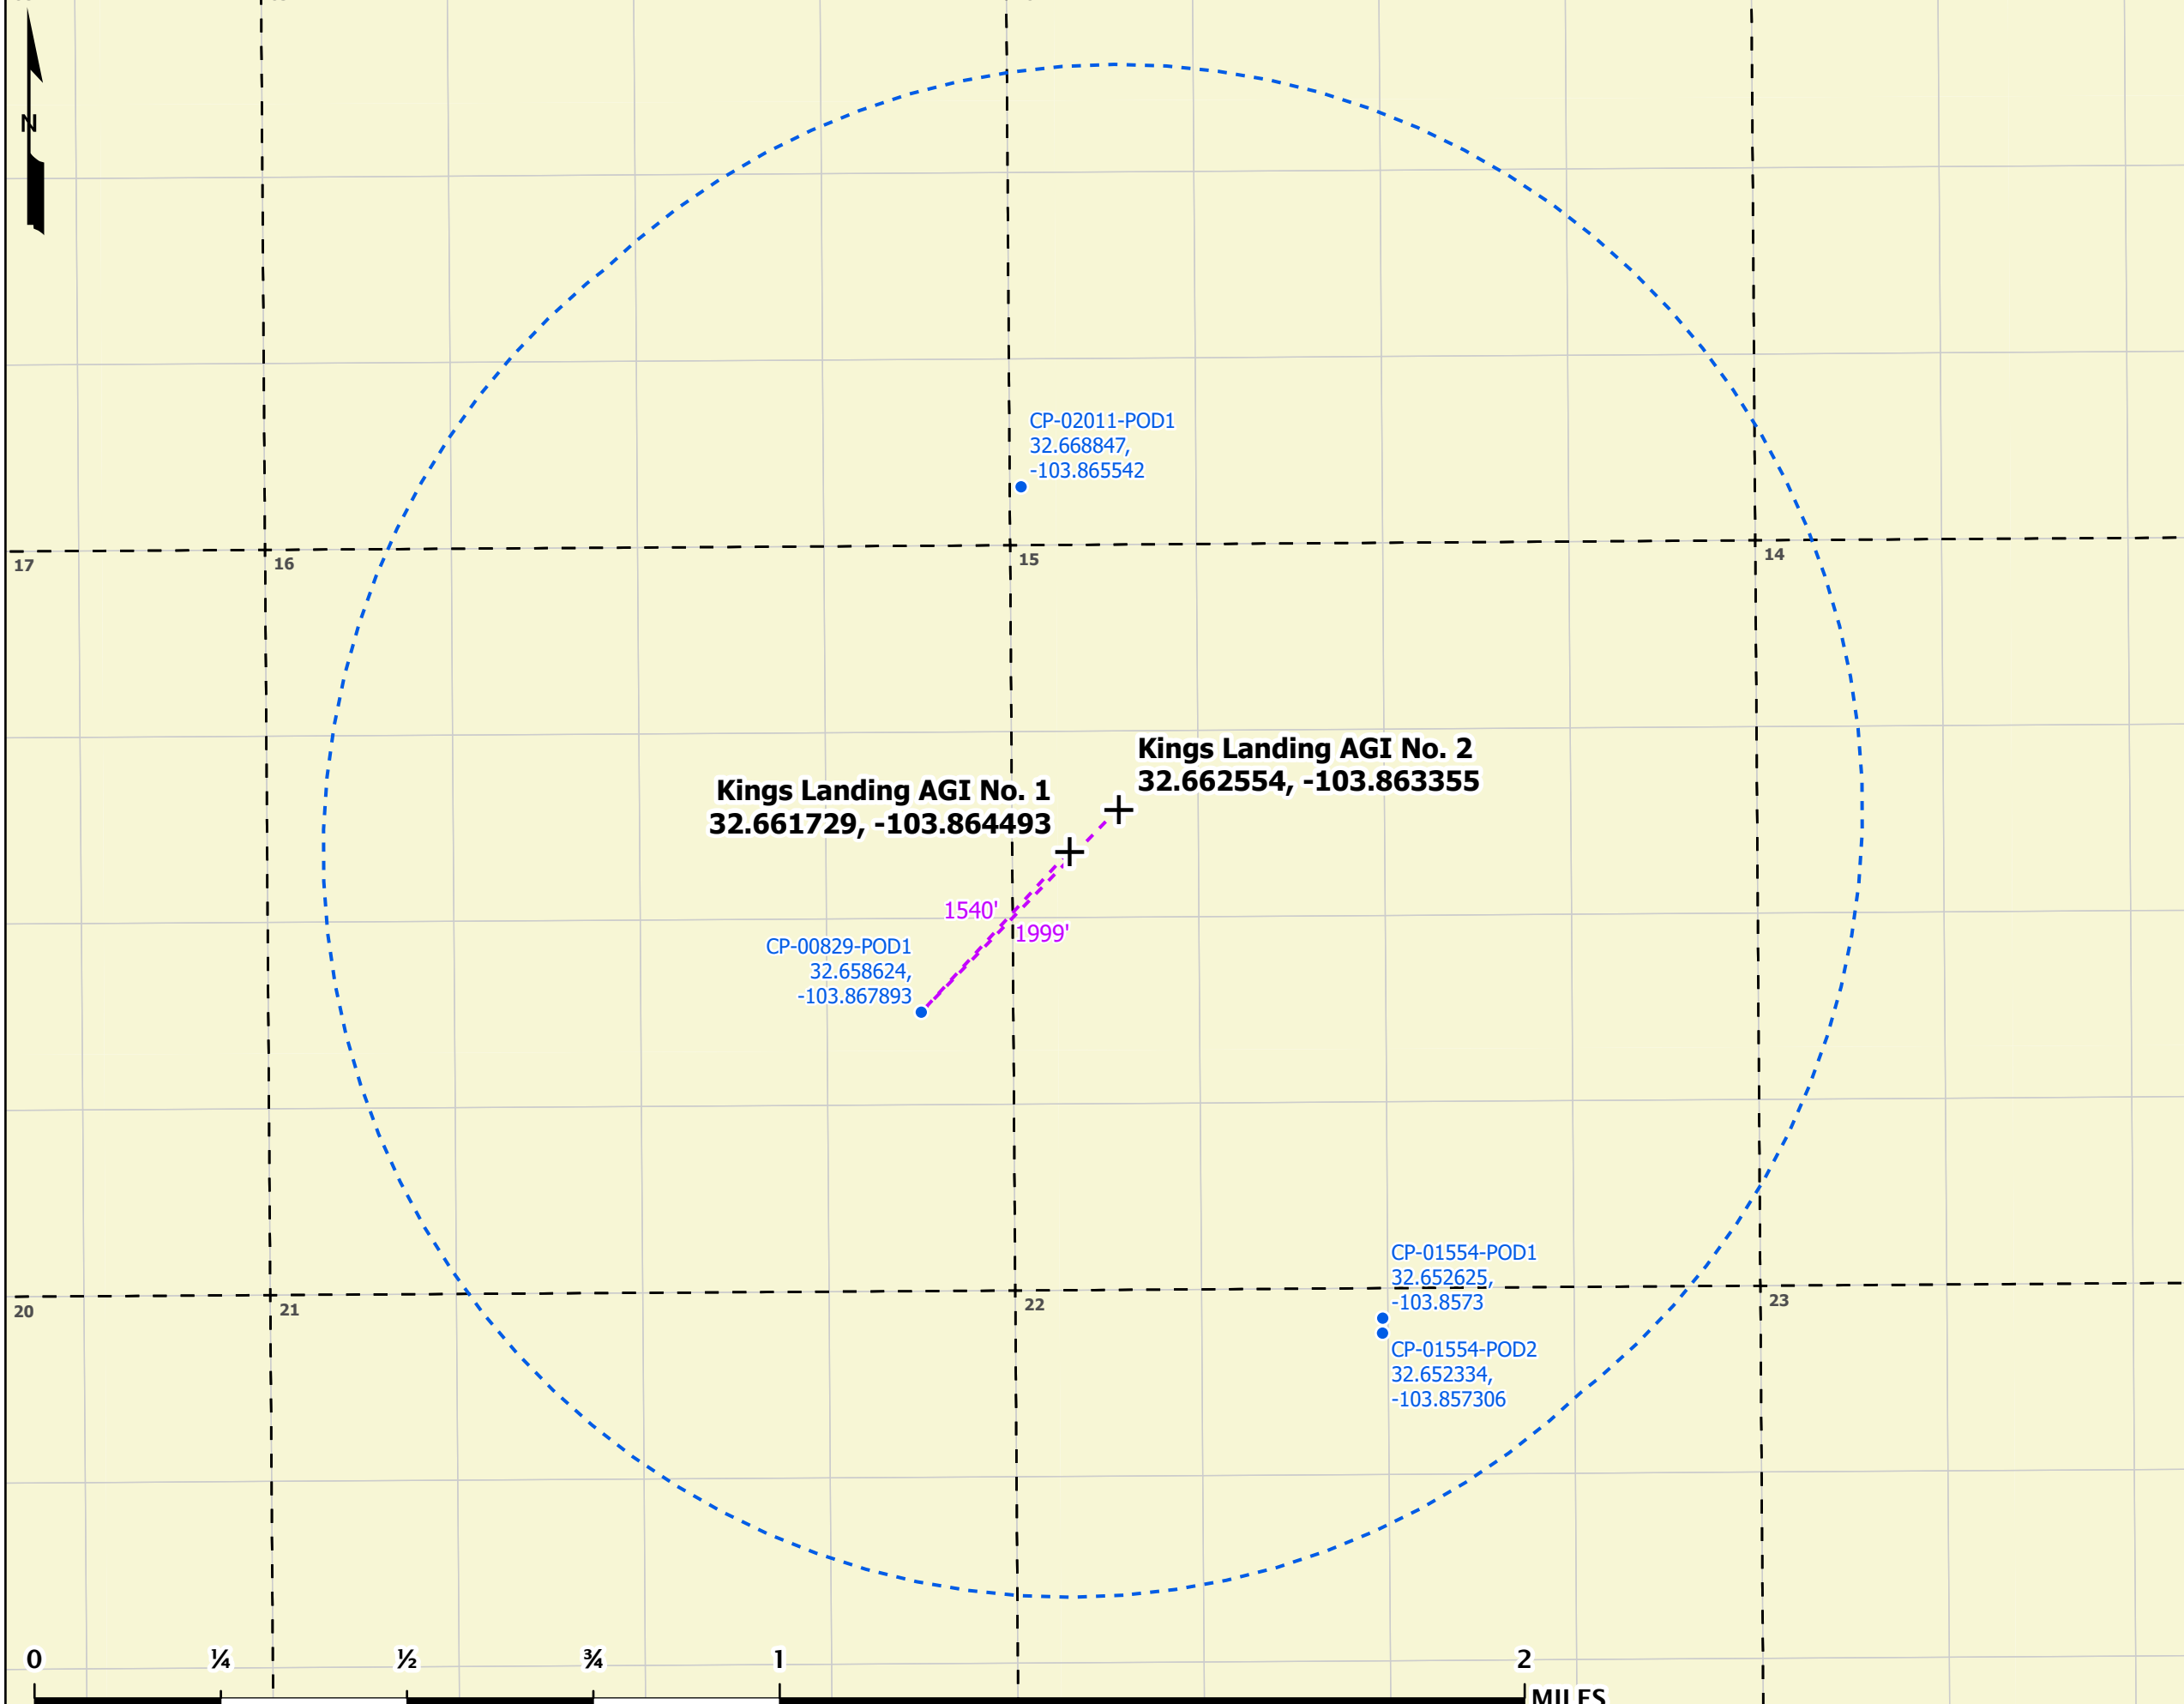 N
CP-02011-POD1
32.668847,
-103.865542
17
16
15
14
Kings Landing AGI No. 2
32.662554, -103.863355
Kings Landing AGI No. 1
32.661729, -103.864493
1540'
1999'
CP-00829-POD1
32.658624,
-103.867893
CP-01554-POD1
32.652625,
-103.8573
20
21
22
23
CP-01554-POD2
32.652334,
-103.857306
0 ¼ ½ ¾ 1 2
MILES